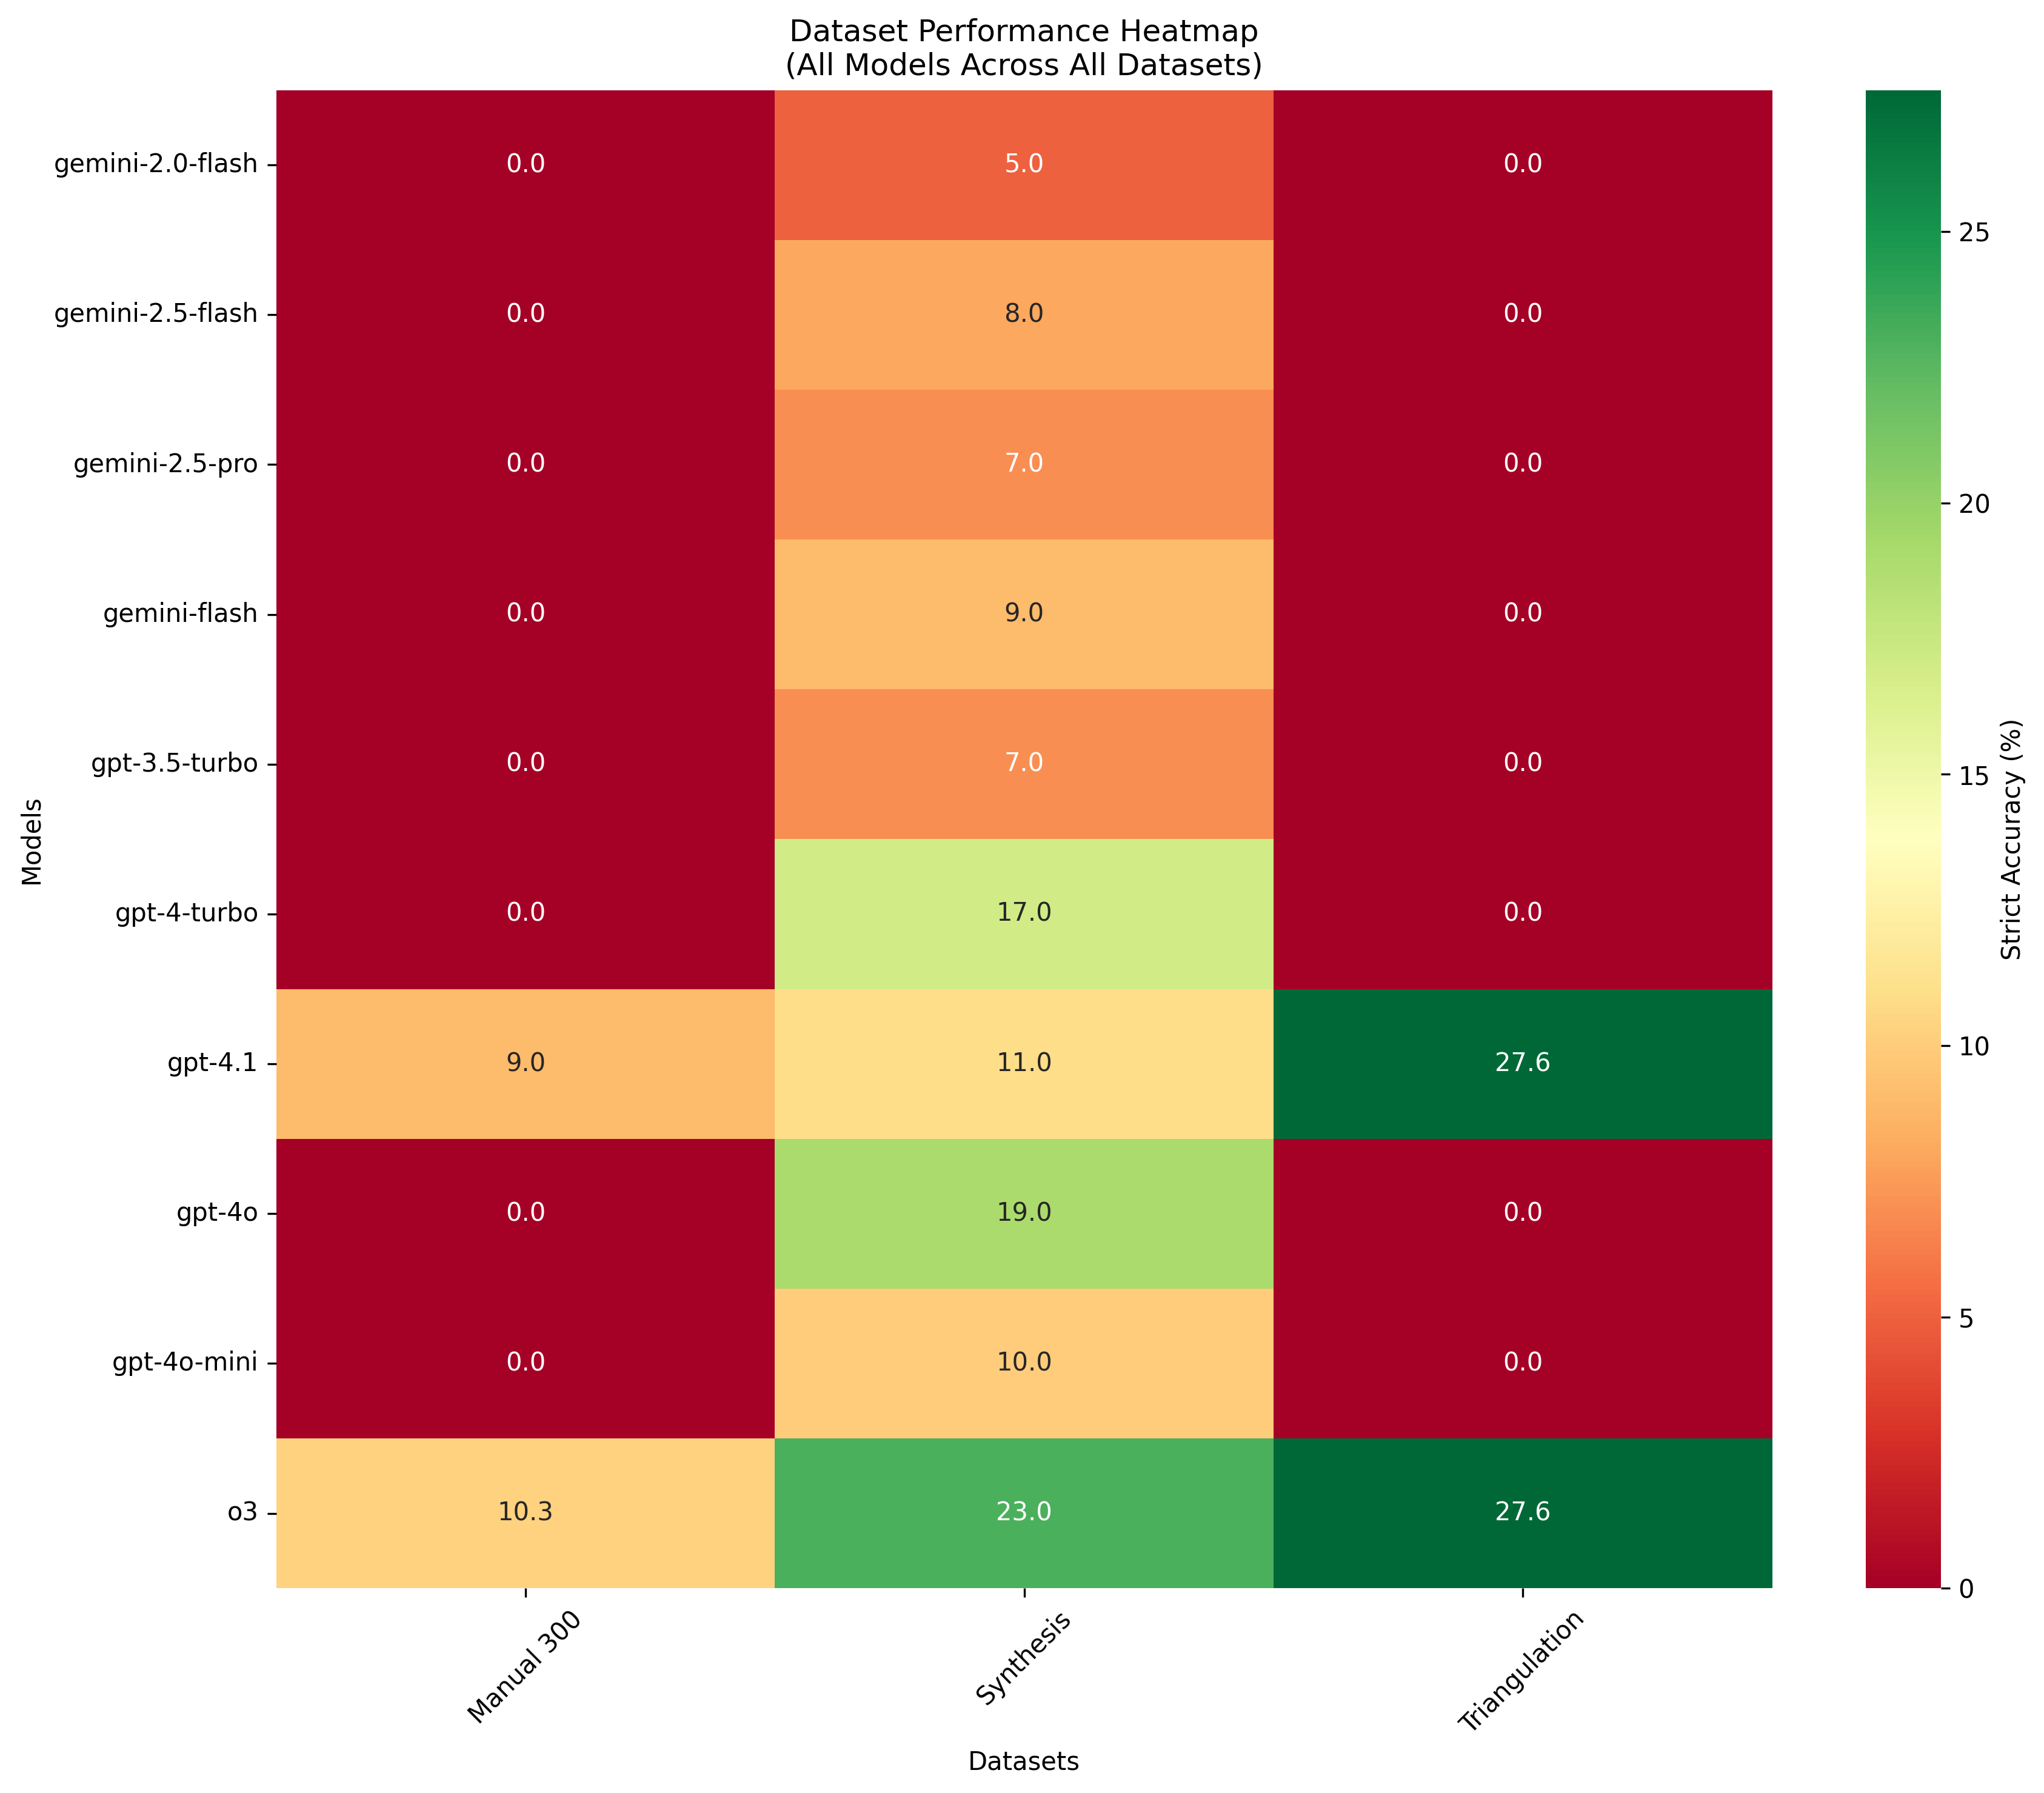 Dataset Performance Heatmap
(All Models Across All Datasets)
gemini-2.0-flash 0.0 5.0 0.0
gemini-2.5-flash 0.0 8.0 0.0
gemini-2.5-pro 0.0 7.0 0.0
gemini-flash 0.0 9.0 0.0
gpt-3.5-turbo 0.0 7.0 0.0
gpt-4-turbo 0.0 17.0 0.0
gpt-4.1 9.0 11.0 27.6
gpt-4o 0.0 19.0 0.0
gpt-4o-mini 0.0 10.0 0.0
o3 10.3 23.0 27.6
Models
Manual 300 Synthesis Triangulation
Datasets
25
20
15
10
5
0
Strict Accuracy (%)